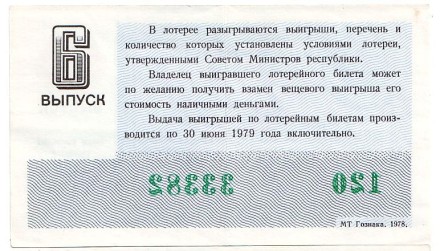 6
ВЫПУСК
В лотерее разыгрываются выигрыши, перечень и
количество которых установлены условиями лотереи,
утвержденными Советом Министров республики.
Владелец выигравшего лотерейного билета может
по желанию получить взамен вещевого выигрыша его
стоимость наличными деньгами.
Выдача выигрышей по лотерейным билетам произ-
водится по 30 июня 1979 года включительно.
33382 120
МТ Гознака, 1978.